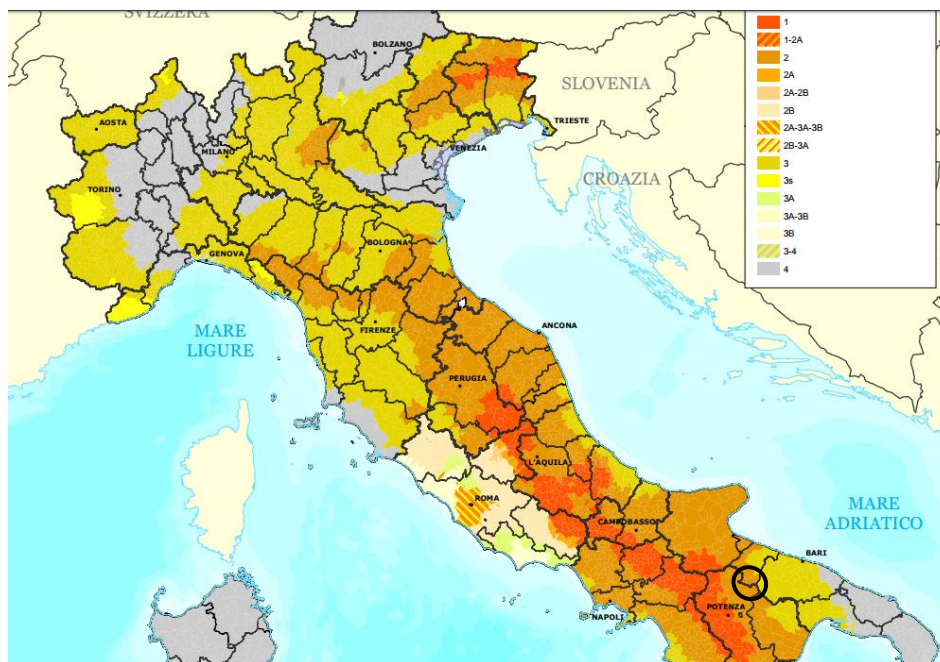 SVIZZERA
BOLZANO
SLOVENIA
AOSTA
MILANO
VENEZIA
TRIESTE
CROAZIA
TORINO
GENOVA
BOLOGNA
MARE
LIGURE
FIRENZE
ANCONA
PERUGIA
L'AQUILA
ROMA
CAMPOBASSO
MARE
ADRIATICO
BARI
NAPOLI
POTENZA
1
1-2A
2
2A
2A-2B
2B
2A-3A-3B
2B-3A
3
3s
3A
3A-3B
3B
3-4
4